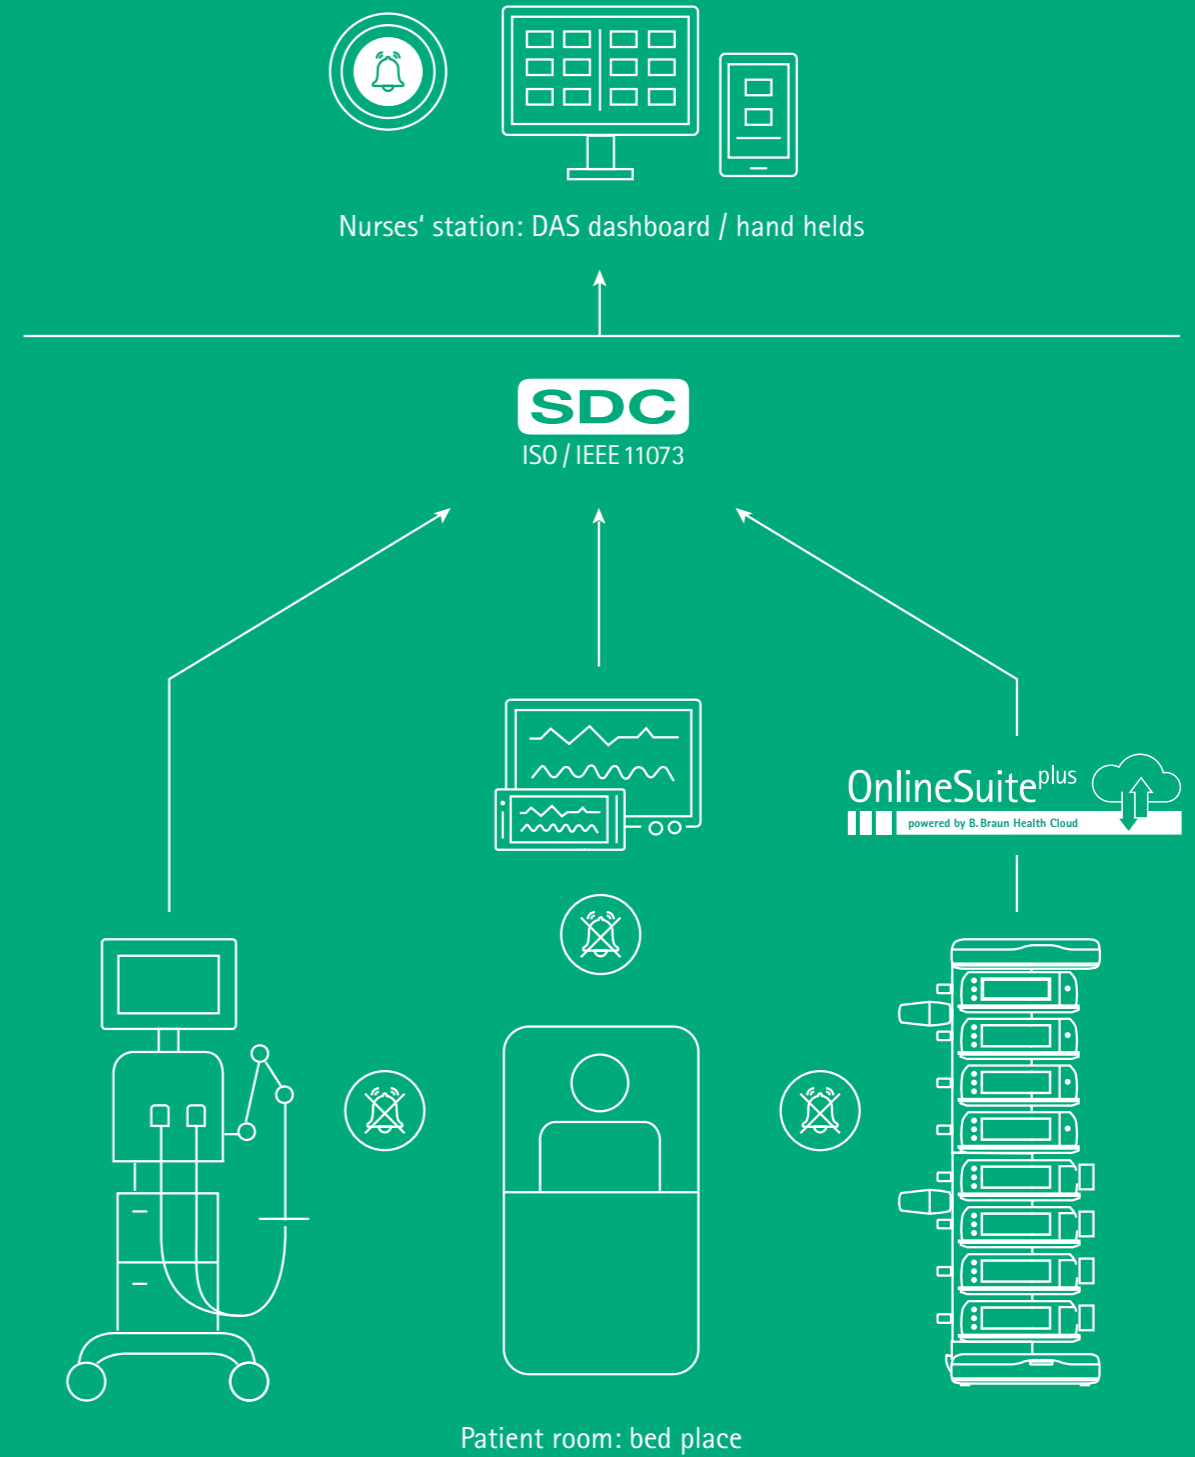 Nurses‘ station: DAS dashboard / hand helds
SDC
ISO / IEEE 11073
OnlineSuite plus
powered by B. Braun Health Cloud
Patient room: bed place